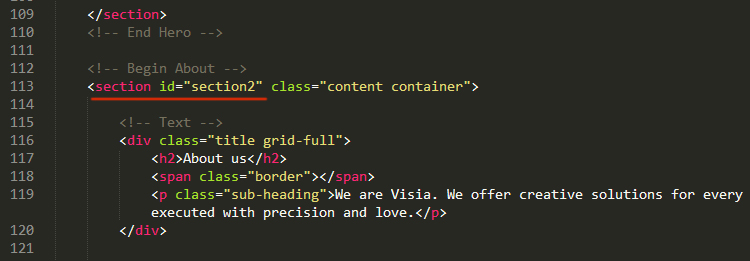 109 </section>
110 <!-- End Hero -->
111
112 <!-- Begin About -->
113 <section id="section2" class="content container">
114
115 <!-- Text -->
116 <div class="title grid-full">
117 <h2>About us</h2>
118 <span class="border"></span>
119 <p class="sub-heading">We are Visia. We offer creative solutions for every
executed with precision and love.</p>
120 </div>
121